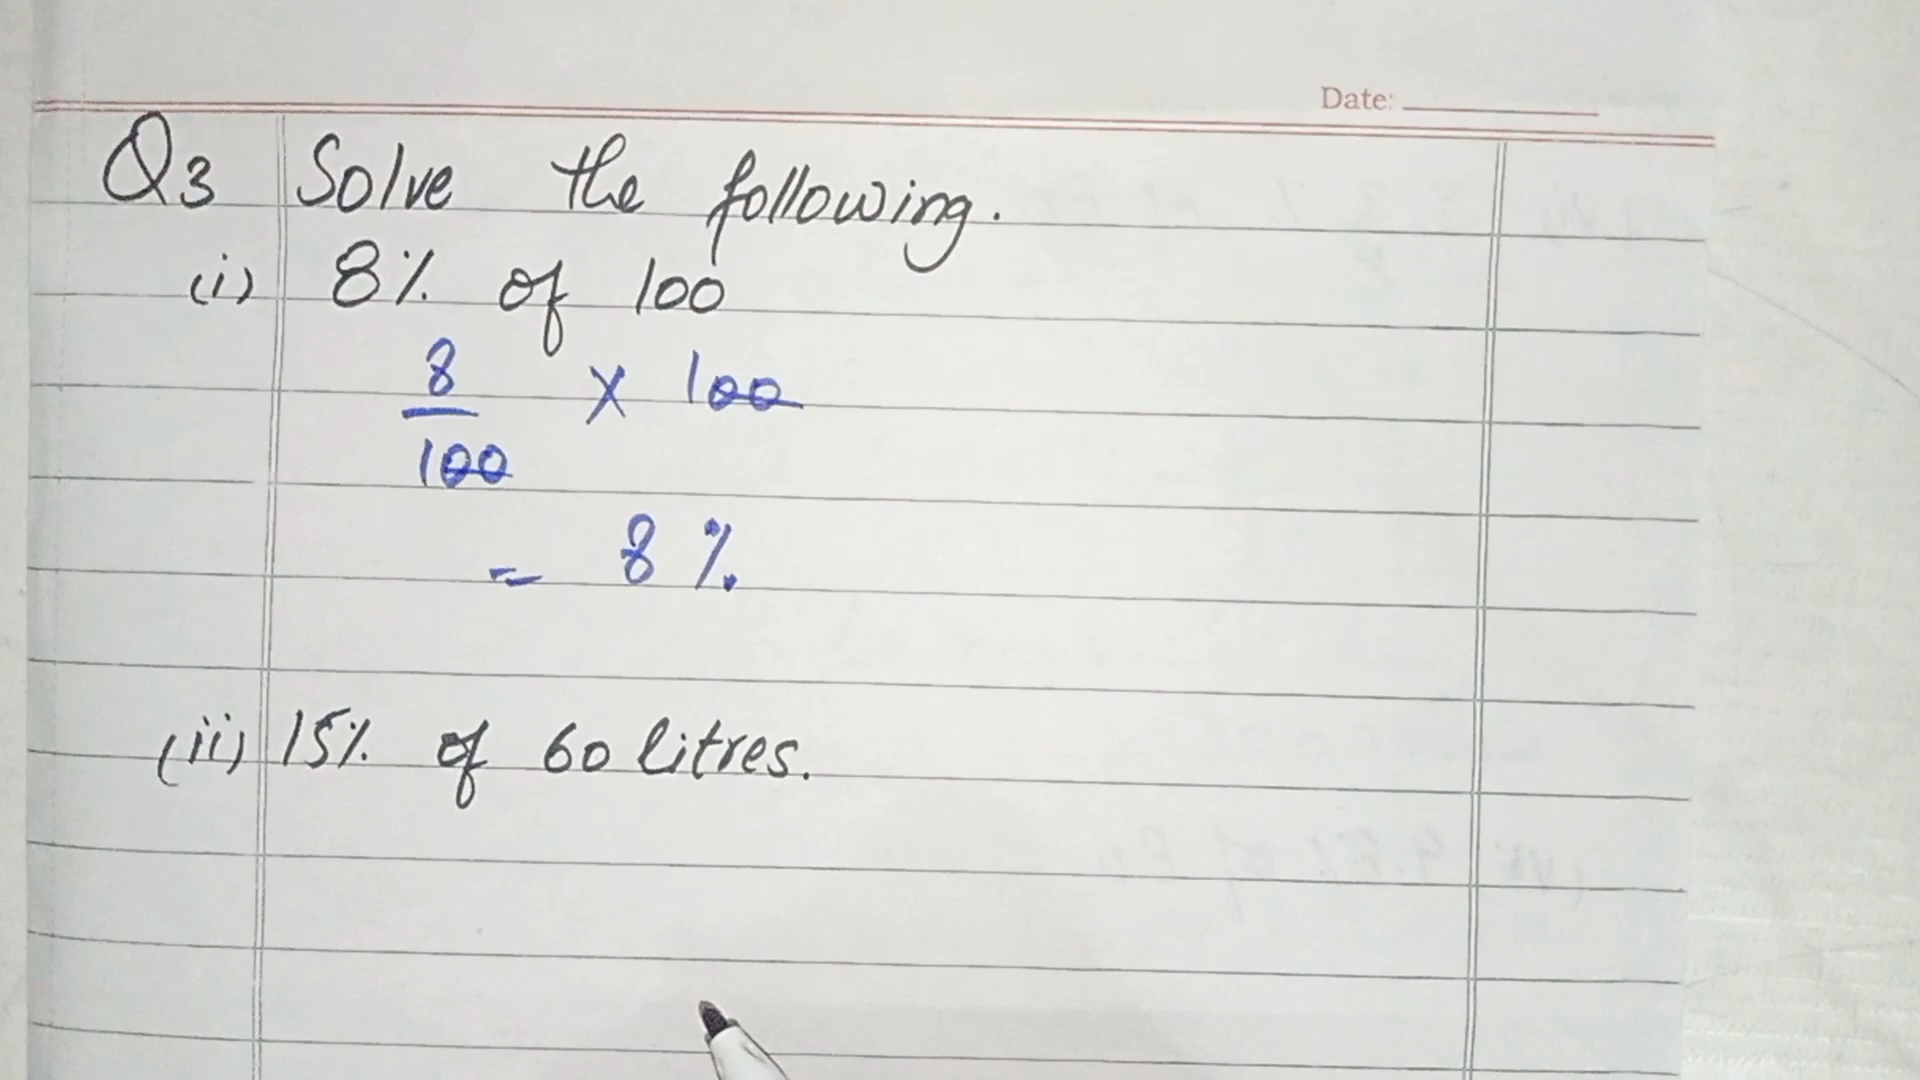 Date:
Q3 Solve the following.
(i) 8% of 100
8/100 × 100
= 8%
(ii) 15% of 60 litres.